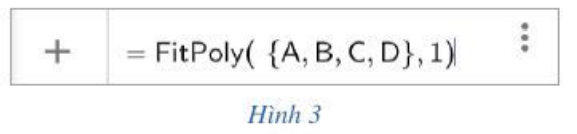 + = FitPoly( {A, B, C, D}, 1)
Hình 3